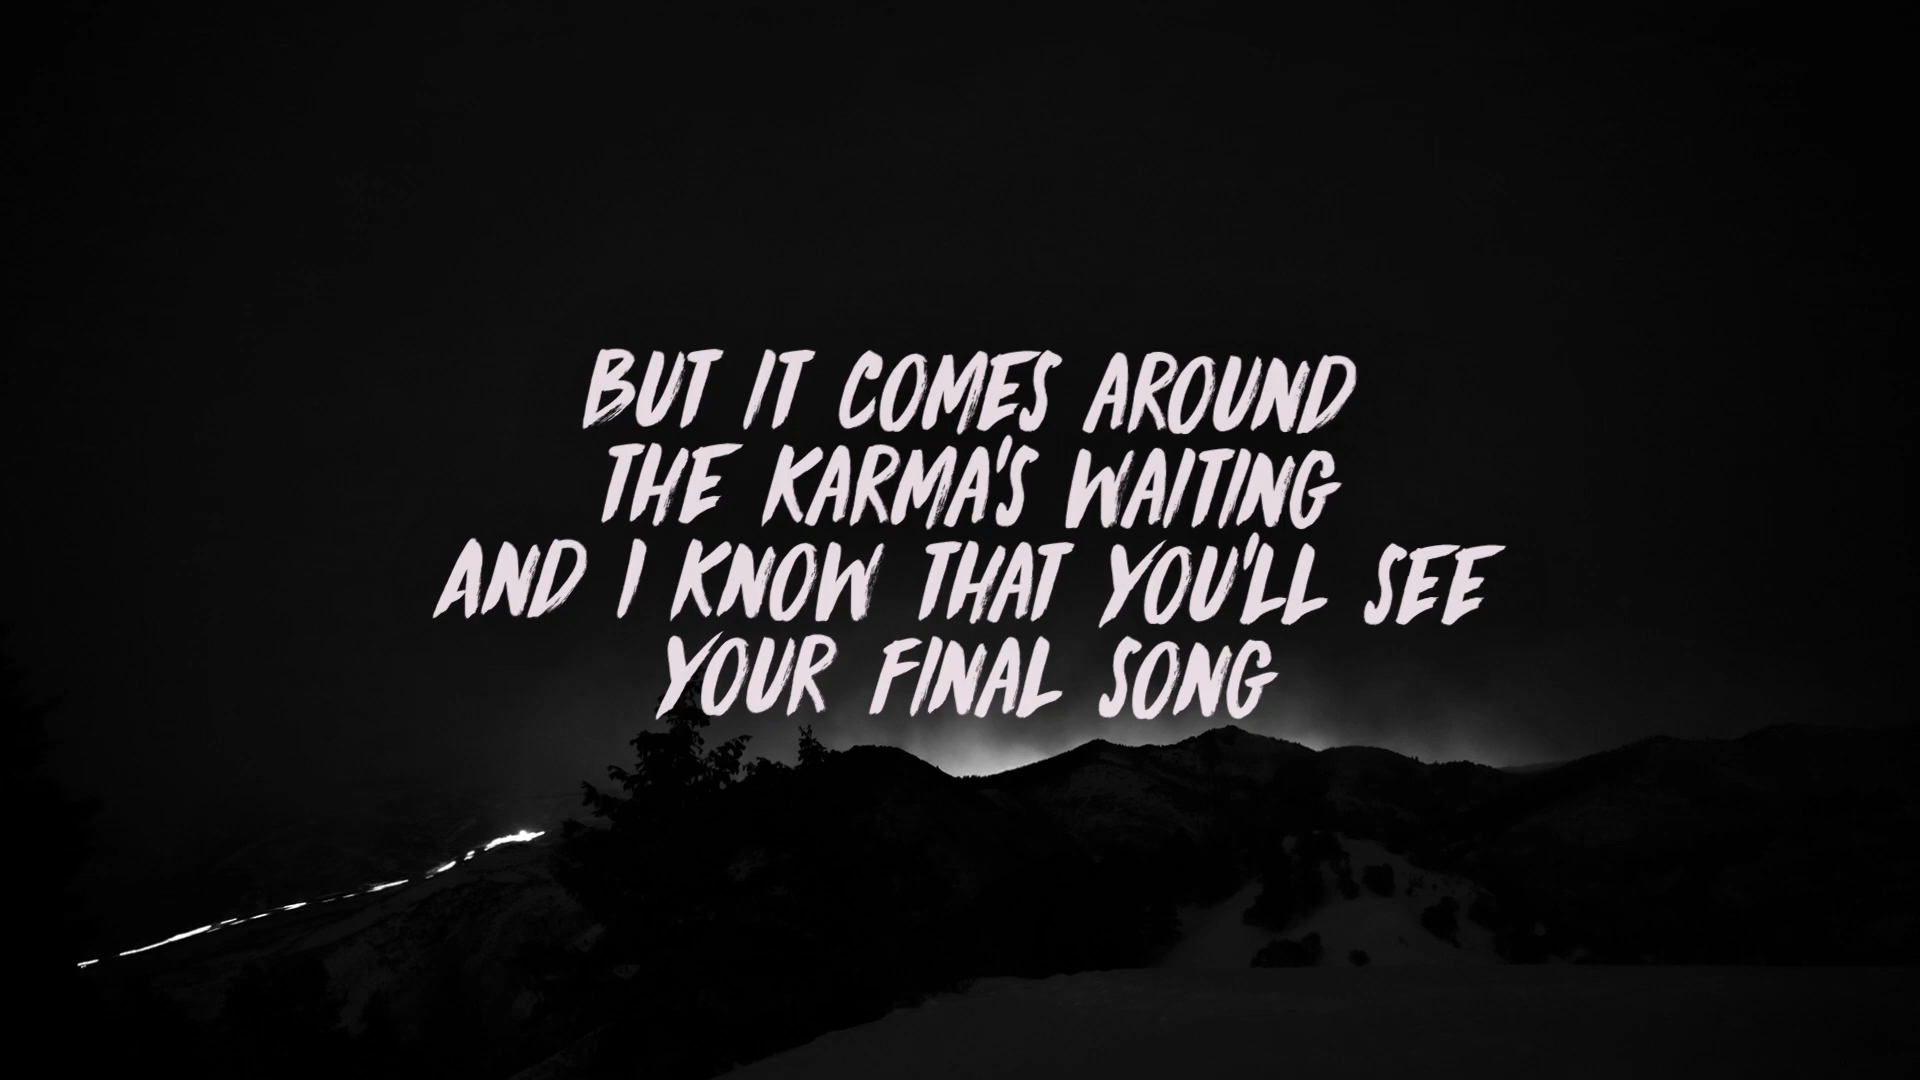 BUT IT COMES AROUND
THE KARMA'S WAITING
AND I KNOW THAT YOU'LL SEE
YOUR FINAL SONG